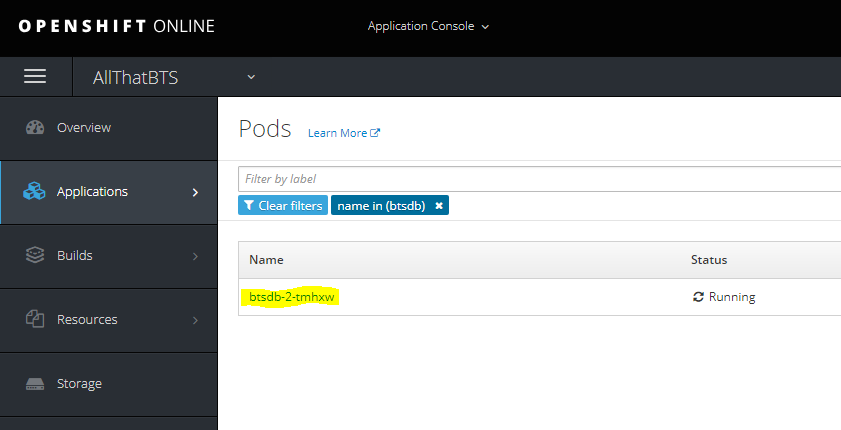 OPENSHIFT ONLINE
Application Console
AllThatBTS
Overview
Applications
Builds
Resources
Storage
Pods Learn More
Filter by label
Clear filters name in (btsdb) ×
Name Status
btsdb-2-tmhxw Running